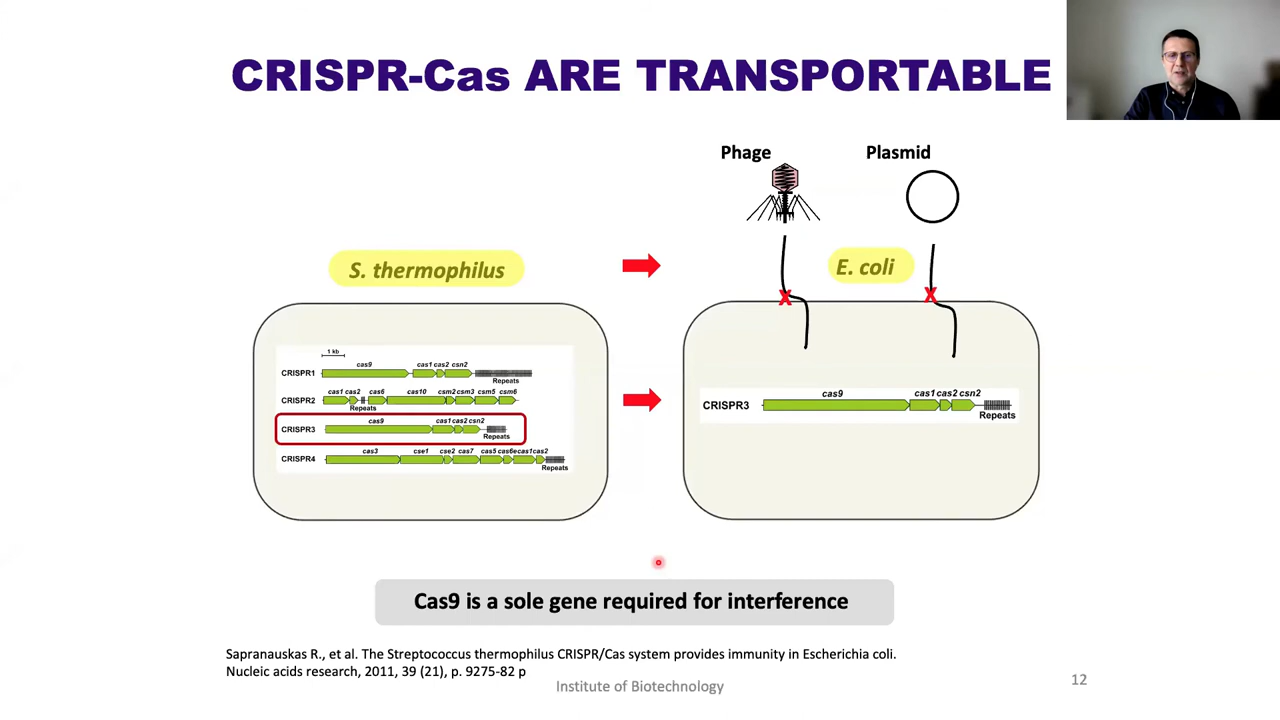 CRISPR-Cas ARE TRANSPORTABLE
Phage
Plasmid
S. thermophilus
E. coli
1 kb
cas9
cas1 cas2 csn2
CRISPR1
Repeats
cas1 cas2 cas6 cas10 csm2 csm3 csm5 csm6
CRISPR2
Repeats
cas9
cas1 cas2 csn2
CRISPR3
Repeats
cas3 cse1 cse2 cas7 cas5 cas6e cas1 cas2
CRISPR4
Repeats
cas9
cas1 cas2 csn2
CRISPR3
Repeats
X
X
Cas9 is a sole gene required for interference
Sapranauskas R., et al. The Streptococcus thermophilus CRISPR/Cas system provides immunity in Escherichia coli.
Nucleic acids research, 2011, 39 (21), p. 9275-82 p
Institute of Biotechnology
12